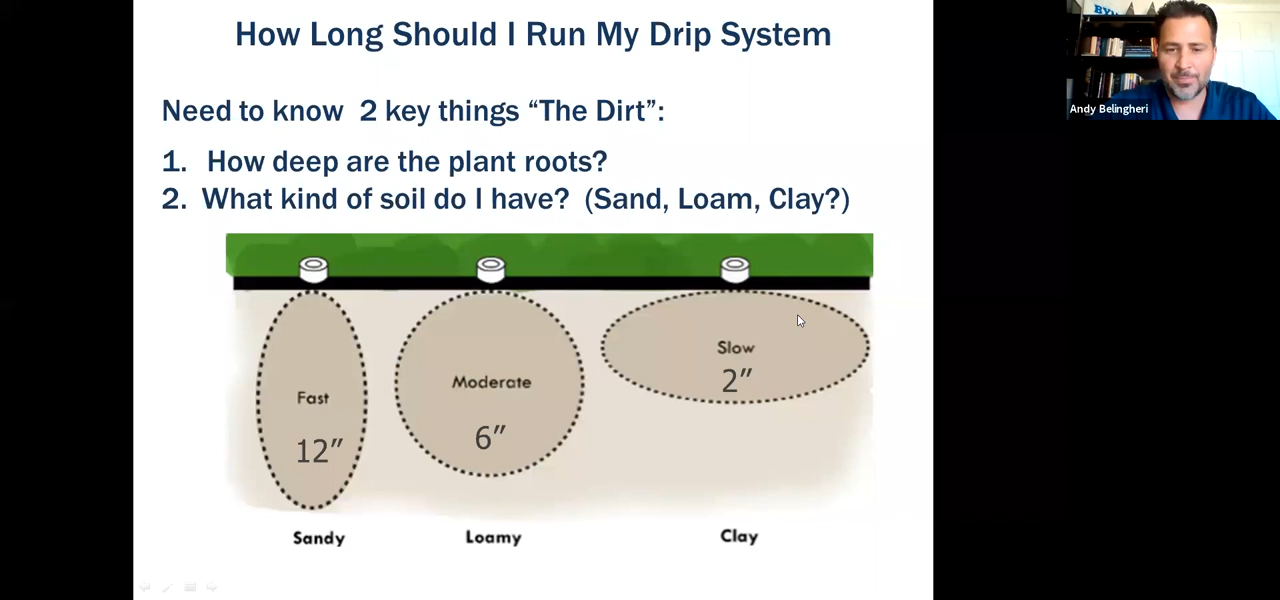 How Long Should I Run My Drip System
Need to know  2 key things “The Dirt”:
1.  How deep are the plant roots?
2.  What kind of soil do I have?  (Sand, Loam, Clay?)
Fast
12”
Moderate
6”
Slow
2”
Sandy
Loamy
Clay
Andy Belingheri